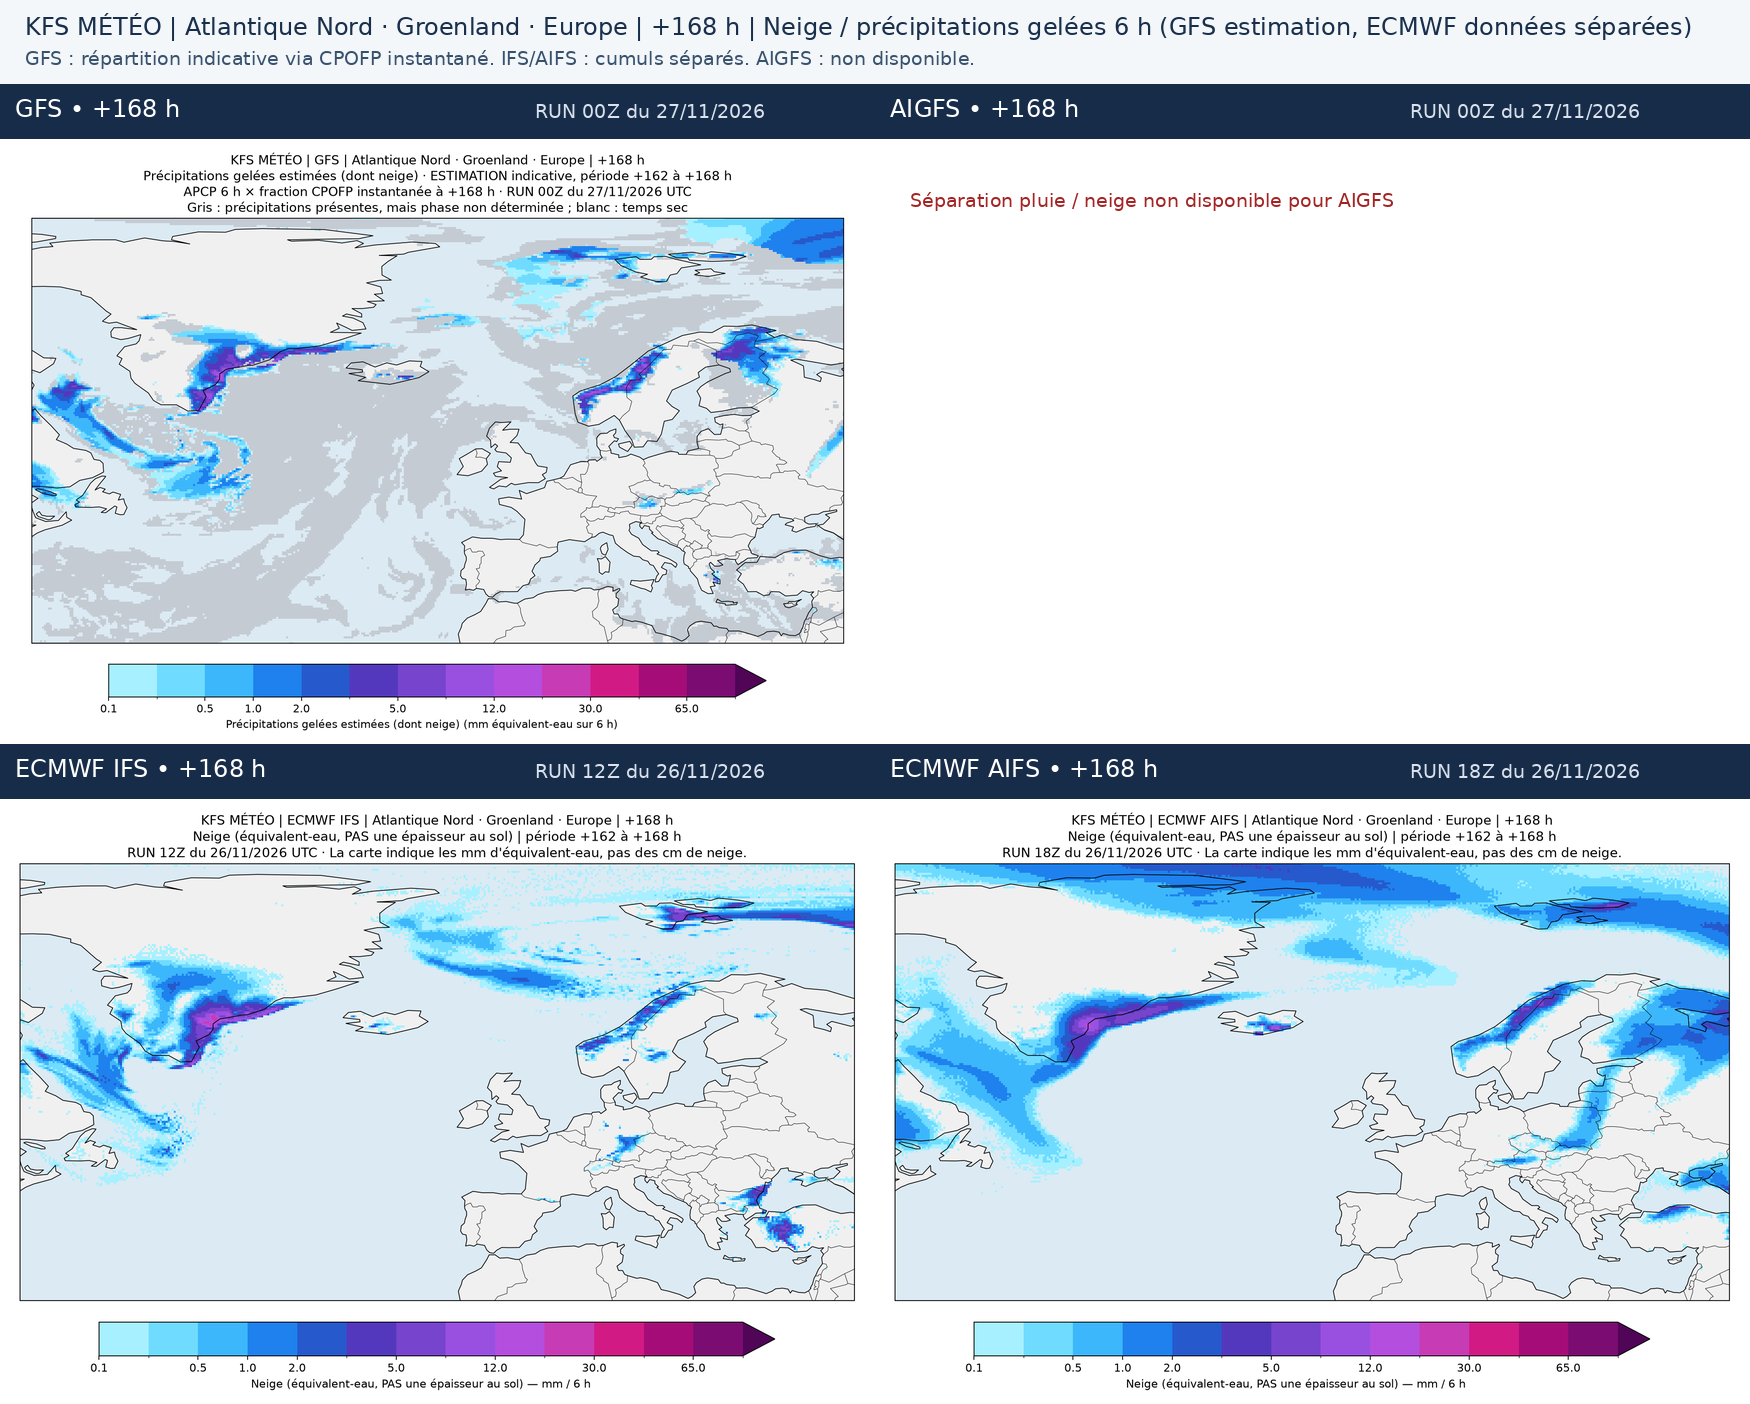 KFS MÉTÉO | Atlantique Nord · Groenland · Europe | +168 h | Neige / précipitations gelées 6 h (GFS estimation, ECMWF données séparées)
GFS : répartition indicative via CPOFP instantané. IFS/AIFS : cumuls séparés. AIGFS : non disponible.
GFS • +168 h
RUN 00Z du 27/11/2026
AIGFS • +168 h
RUN 00Z du 27/11/2026
KFS MÉTÉO | GFS | Atlantique Nord · Groenland · Europe | +168 h
Précipitations gelées estimées (dont neige) · ESTIMATION indicative, période +162 à +168 h
APCP 6 h × fraction CPOFP instantanée à +168 h · RUN 00Z du 27/11/2026 UTC
Gris : précipitations présentes, mais phase non déterminée ; blanc : temps sec
Séparation pluie / neige non disponible pour AIGFS
0.1 0.5 1.0 2.0 5.0 12.0 30.0 65.0
Précipitations gelées estimées (dont neige) (mm équivalent-eau sur 6 h)
ECMWF IFS • +168 h
RUN 12Z du 26/11/2026
ECMWF AIFS • +168 h
RUN 18Z du 26/11/2026
KFS MÉTÉO | ECMWF IFS | Atlantique Nord · Groenland · Europe | +168 h
Neige (équivalent-eau, PAS une épaisseur au sol) | période +162 à +168 h
RUN 12Z du 26/11/2026 UTC · La carte indique les mm d'équivalent-eau, pas des cm de neige.
KFS MÉTÉO | ECMWF AIFS | Atlantique Nord · Groenland · Europe | +168 h
Neige (équivalent-eau, PAS une épaisseur au sol) | période +162 à +168 h
RUN 18Z du 26/11/2026 UTC · La carte indique les mm d'équivalent-eau, pas des cm de neige.
0.1 0.5 1.0 2.0 5.0 12.0 30.0 65.0
Neige (équivalent-eau, PAS une épaisseur au sol) — mm / 6 h
0.1 0.5 1.0 2.0 5.0 12.0 30.0 65.0
Neige (équivalent-eau, PAS une épaisseur au sol) — mm / 6 h